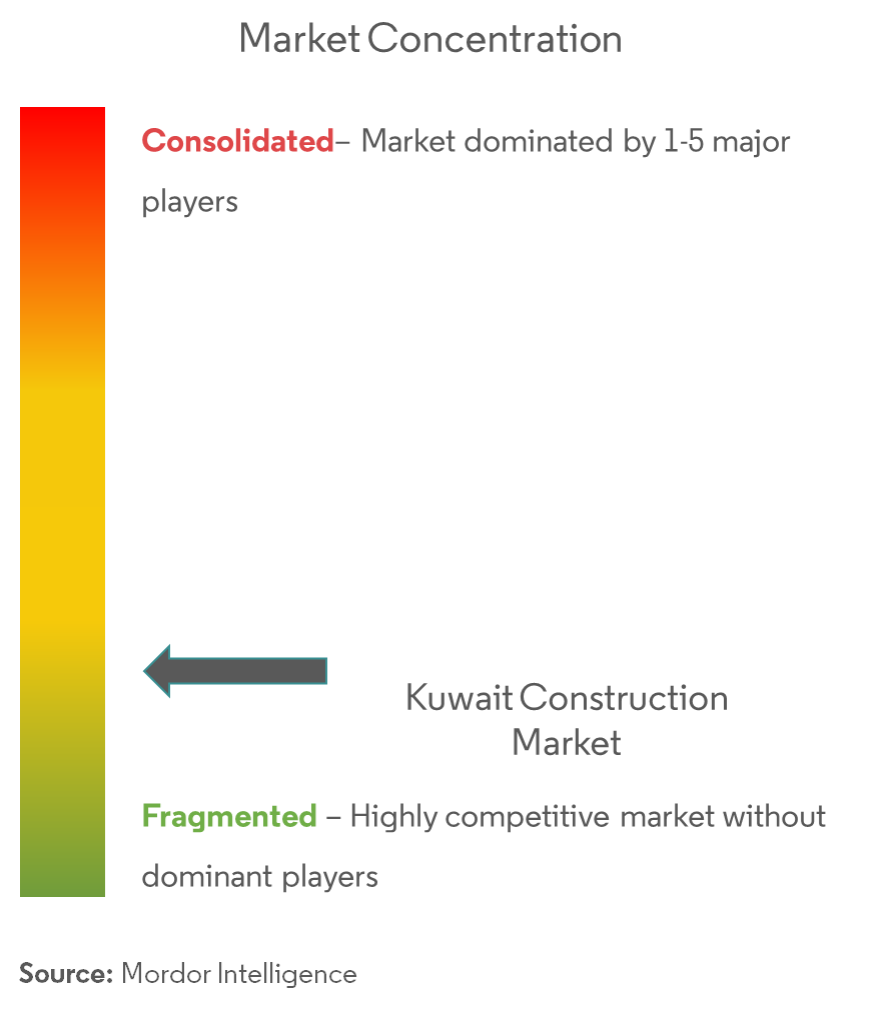 Market Concentration
Consolidated– Market dominated by 1-5 major
players
Kuwait Construction
Market
Fragmented – Highly competitive market without
dominant players
Source: Mordor Intelligence